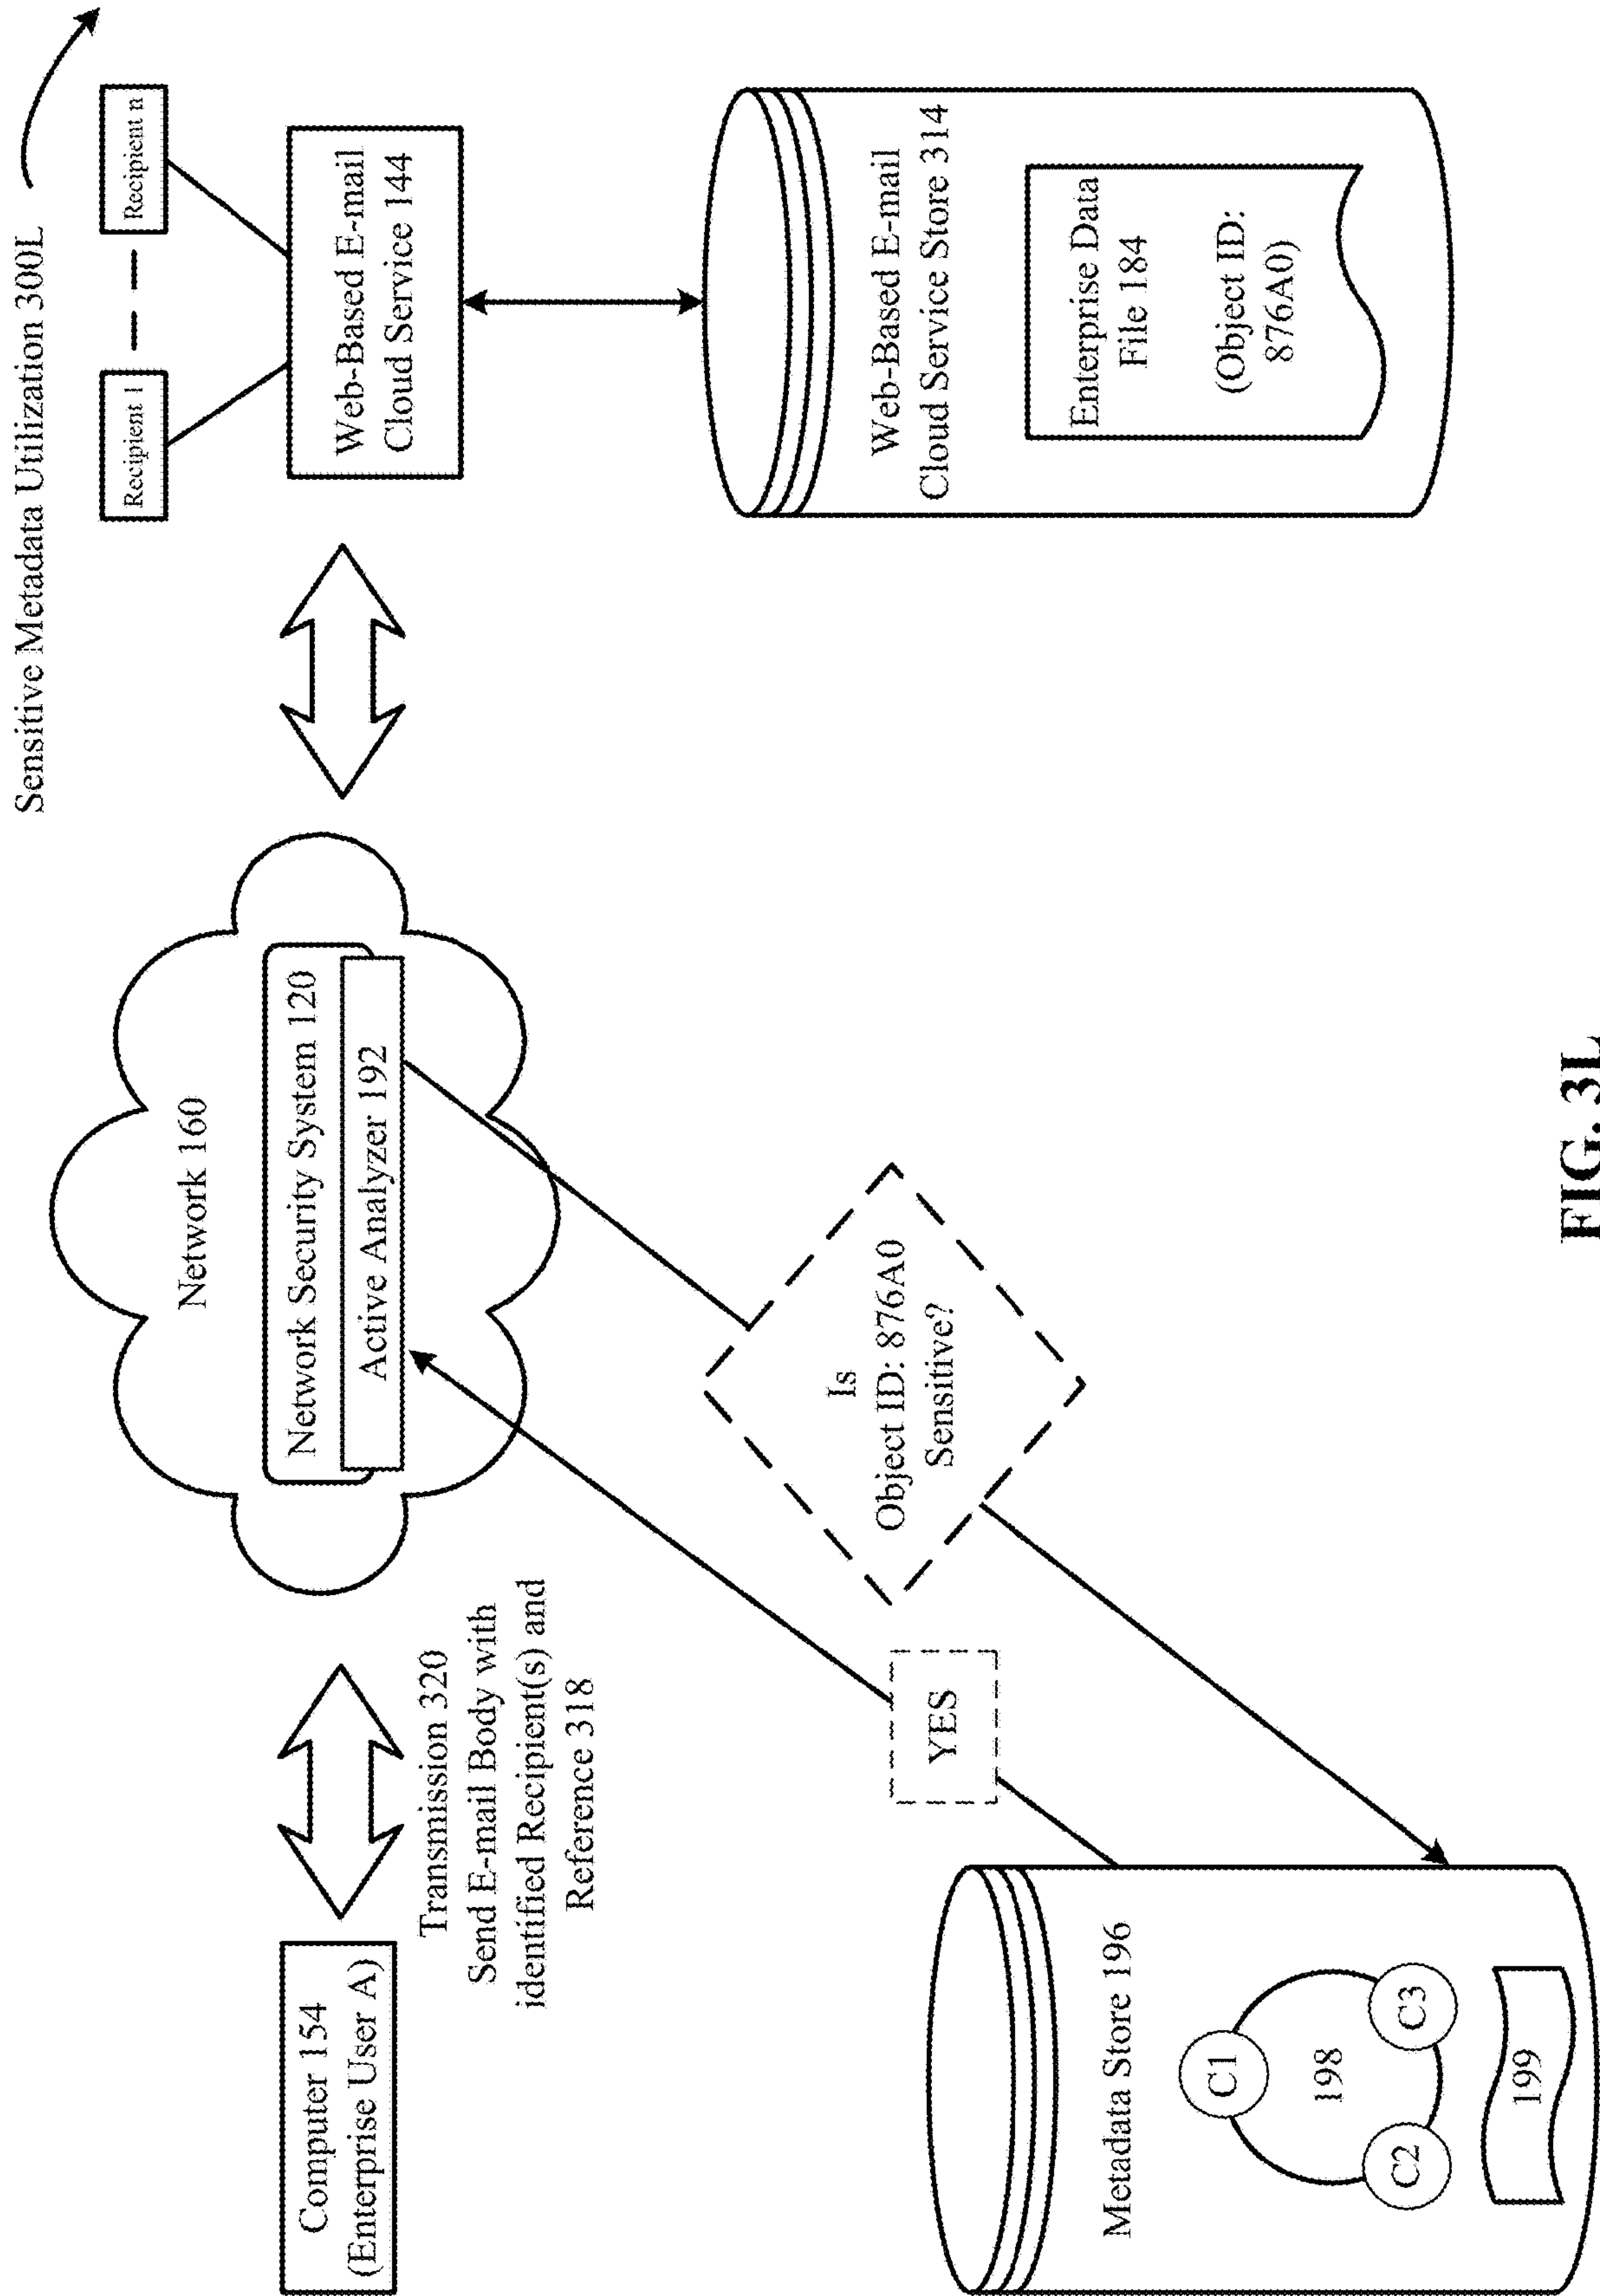 Sensitive Metadata Utilization 300L
Recipient 1
Recipient n
Computer 154
(Enterprise User A)
Transmission 320
Send E-mail Body with
identified Recipient(s) and
Reference 318
Network 160
Network Security System 120
Active Analyzer 192
Web-Based E-mail
Cloud Service 144
Is
Object ID: 876A0
Sensitive?
YES
Metadata Store 196
C1
198
C2
C3
199
Web-Based E-mail
Cloud Service Store 314
Enterprise Data
File 184
(Object ID:
876A0)
FIG. 3L